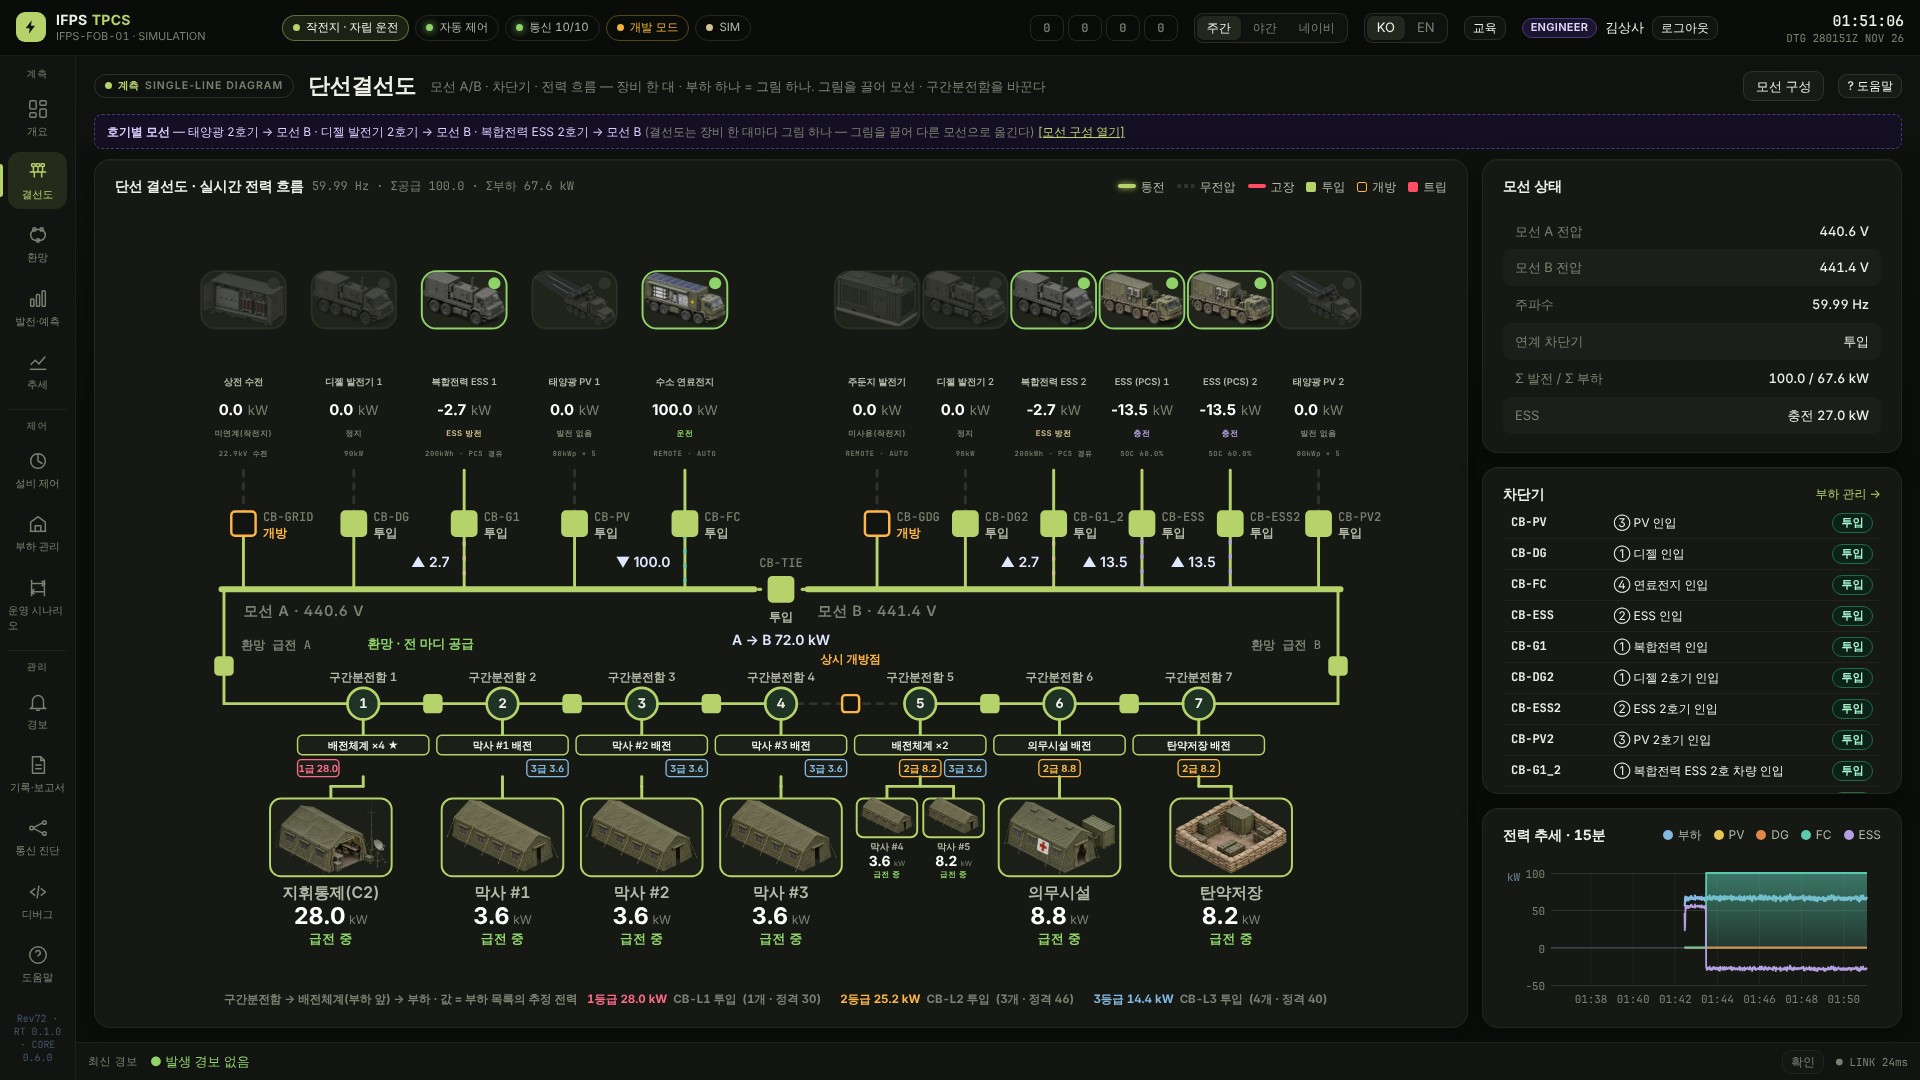 IFPS TPCS
IFPS-FOB-01 · SIMULATION
작전지 · 자립 운전
자동 제어
통신 10/10
개발 모드
SIM
0 0 0 0
주간 야간 네이비
KO EN
교육
ENGINEER 김상사 로그아웃
01:51:06
DTG 280151Z NOV 26
계측
개요
결선도
환망
발전·예측
추세
제어
설비 제어
부하 관리
운영 시나리오
관리
경보
기록·보고서
통신 진단
디버그
도움말
Rev72 ·
RT 0.1.0
· CORE
0.6.0
계측 SINGLE-LINE DIAGRAM
단선결선도
모선 A/B · 차단기 · 전력 흐름 — 장비 한 대 · 부하 하나 = 그림 하나. 그림을 끌어 모선 · 구간분전함을 바꾼다
모선 구성
? 도움말
호기별 모선 — 태양광 2호기 → 모선 B · 디젤 발전기 2호기 → 모선 B · 복합전력 ESS 2호기 → 모선 B (결선도는 장비 한 대마다 그림 하나 — 그림을 끌어 다른 모선으로 옮긴다) [모선 구성 열기]
단선 결선도 · 실시간 전력 흐름 59.99 Hz · Σ공급 100.0 · Σ부하 67.6 kW
통전 무전압 고장 투입 개방 트립
상전 수전 디젤 발전기 1 복합전력 ESS 1 태양광 PV 1 수소 연료전지 주둔지 발전기 디젤 발전기 2 복합전력 ESS 2 ESS (PCS) 1 ESS (PCS) 2 태양광 PV 2
0.0 kW 0.0 kW -2.7 kW 0.0 kW 100.0 kW 0.0 kW 0.0 kW -2.7 kW -13.5 kW -13.5 kW 0.0 kW
미연계(작전지) 정지 ESS 방전 발전 없음 운전 미사용(작전지) 정지 ESS 방전 충전 충전 발전 없음
22.9kV 수전 90kW 200kWh · PCS 경유 80kWp × 5 REMOTE · AUTO REMOTE · AUTO 90kW 200kWh · PCS 경유 SOC 60.0% SOC 60.0% 80kWp × 5
CB-GRID CB-DG CB-G1 CB-PV CB-FC CB-GDG CB-DG2 CB-G1_2 CB-ESS CB-ESS2 CB-PV2
개방 투입 투입 투입 투입 개방 투입 투입 투입 투입 투입
▲ 2.7 ▼ 100.0 CB-TIE ▲ 2.7 ▲ 13.5 ▲ 13.5
모선 A · 440.6 V 투입 모선 B · 441.4 V
환망 급전 A 환망 · 전 마디 공급 A → B 72.0 kW 환망 급전 B
상시 개방점
구간분전함 1 구간분전함 2 구간분전함 3 구간분전함 4 구간분전함 5 구간분전함 6 구간분전함 7
1 2 3 4 5 6 7
배전체계 ×4 ★ 막사 #1 배전 막사 #2 배전 막사 #3 배전 배전체계 ×2 의무시설 배전 탄약저장 배전
1급 28.0 3급 3.6 3급 3.6 3급 3.6 2급 8.2 3급 3.6 2급 8.8 2급 8.2
막사 #4 막사 #5
3.6 kW 8.2 kW
급전 중 급전 중
지휘통제(C2) 막사 #1 막사 #2 막사 #3 의무시설 탄약저장
28.0 kW 3.6 kW 3.6 kW 3.6 kW 8.8 kW 8.2 kW
급전 중 급전 중 급전 중 급전 중 급전 중 급전 중
구간분전함 → 배전체계(부하 앞) → 부하 · 값 = 부하 목록의 추정 전력 1등급 28.0 kW CB-L1 투입 (1개 · 정격 30) 2등급 25.2 kW CB-L2 투입 (3개 · 정격 46) 3등급 14.4 kW CB-L3 투입 (4개 · 정격 40)
모선 상태
모선 A 전압 440.6 V
모선 B 전압 441.4 V
주파수 59.99 Hz
연계 차단기 투입
Σ 발전 / Σ 부하 100.0 / 67.6 kW
ESS 충전 27.0 kW
차단기 부하 관리 →
CB-PV ③ PV 인입 투입
CB-DG ① 디젤 인입 투입
CB-FC ④ 연료전지 인입 투입
CB-ESS ② ESS 인입 투입
CB-G1 ① 복합전력 인입 투입
CB-DG2 ① 디젤 2호기 인입 투입
CB-ESS2 ② ESS 2호기 인입 투입
CB-PV2 ③ PV 2호기 인입 투입
CB-G1_2 ① 복합전력 ESS 2호 차량 인입 투입
전력 추세 · 15분 부하 PV DG FC ESS
kW 100
50
0
-50
01:38 01:40 01:42 01:44 01:46 01:48 01:50
최신 경보 발생 경보 없음 확인 LINK 24ms